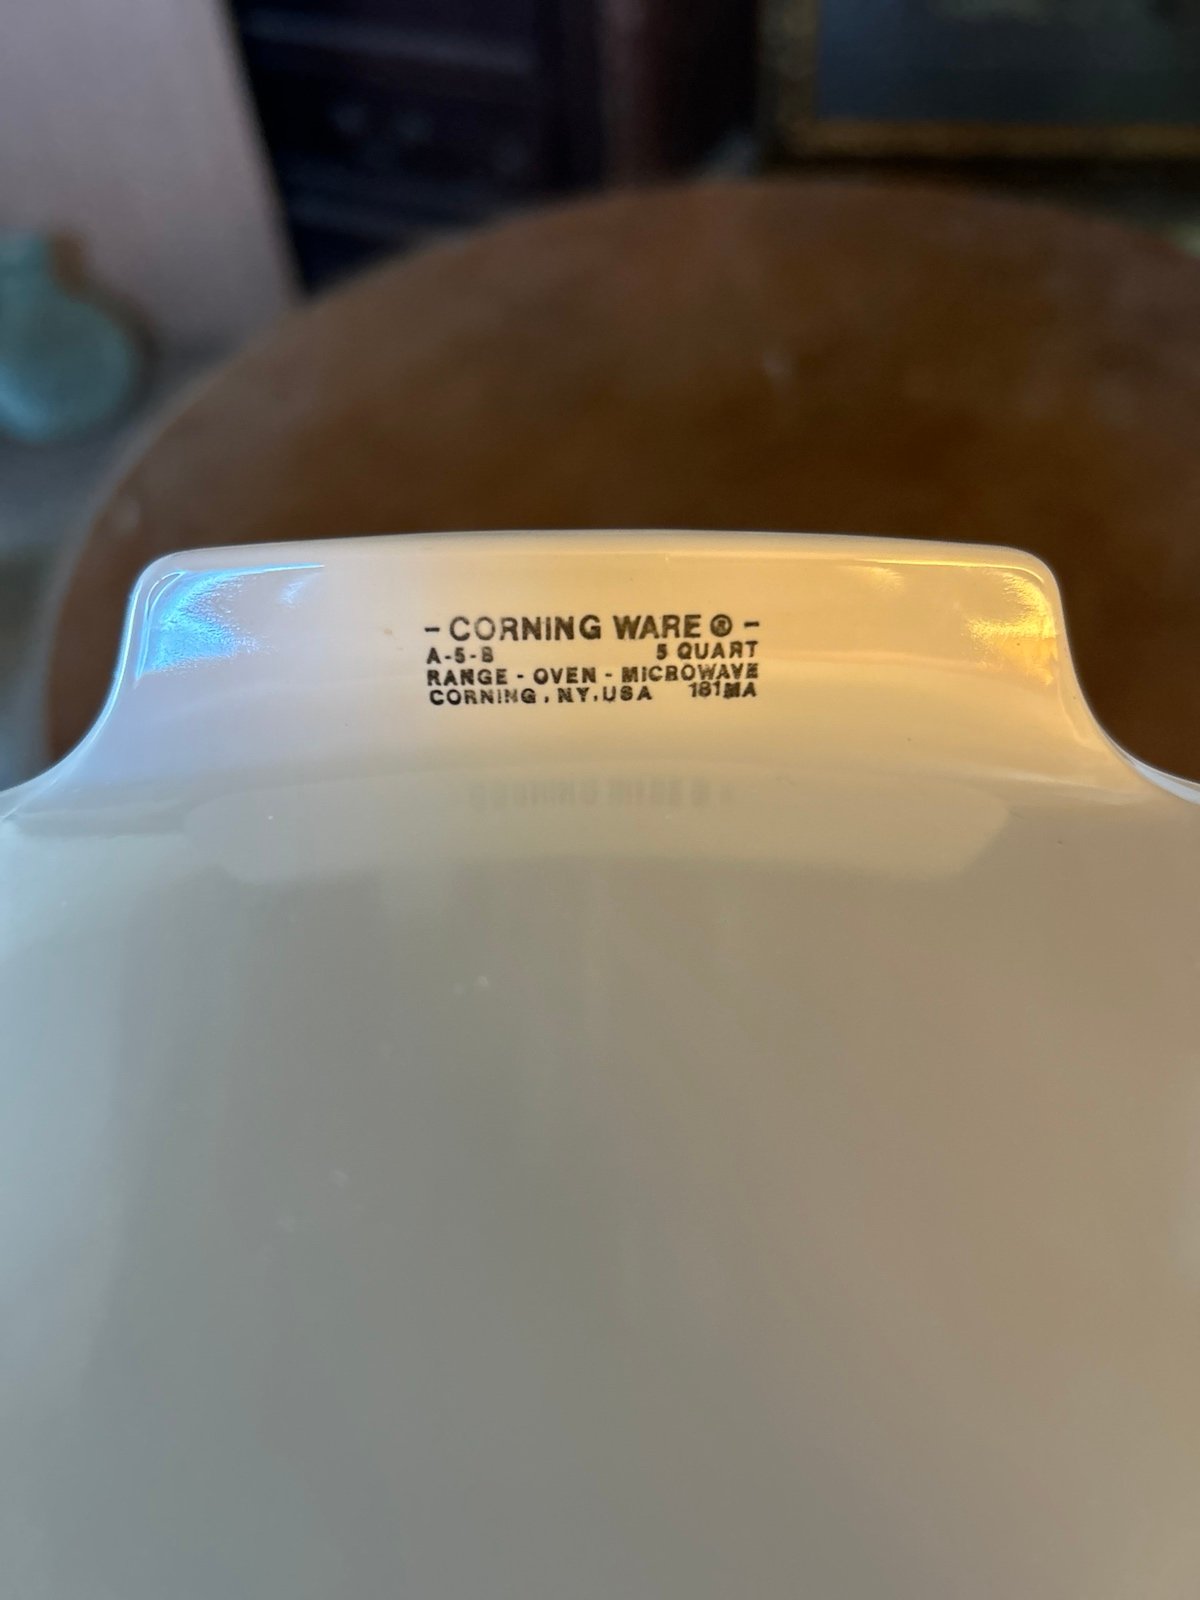 - CORNING WARE ® -
A-5-B 5 QUART
RANGE - OVEN - MICROWAVE
CORNING, NY, USA 181MA